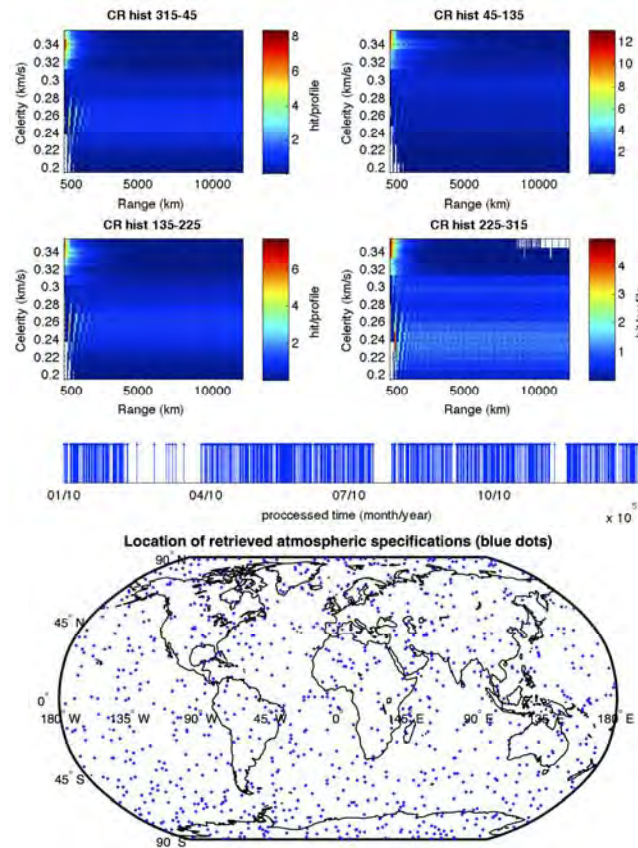 CR hist 315-45
CR hist 45-135
Celerity (km/s)
0.34
0.32
0.3
0.28
0.26
0.24
0.22
0.2
500
5000
10000
Range (km)
8
6
4
2
hit/profile
Celerity (km/s)
0.34
0.32
0.3
0.28
0.26
0.24
0.22
0.2
500
5000
10000
Range (km)
12
10
8
6
4
2
hit/profile
CR hist 135-225
CR hist 225-315
Celerity (km/s)
0.34
0.32
0.3
0.28
0.26
0.24
0.22
0.2
500
5000
10000
Range (km)
6
4
2
hit/profile
Celerity (km/s)
0.34
0.32
0.3
0.28
0.26
0.24
0.22
0.2
500
5000
10000
Range (km)
4
3
2
1
01/10
04/10
07/10
10/10
proccessed time (month/year)
x 10⁵
Location of retrieved atmospheric specifications (blue dots)
90° N
45° N
0°
180° W
135° W
90° W
45° W
0°
90° E
135° E
180° E
45° S
90° S